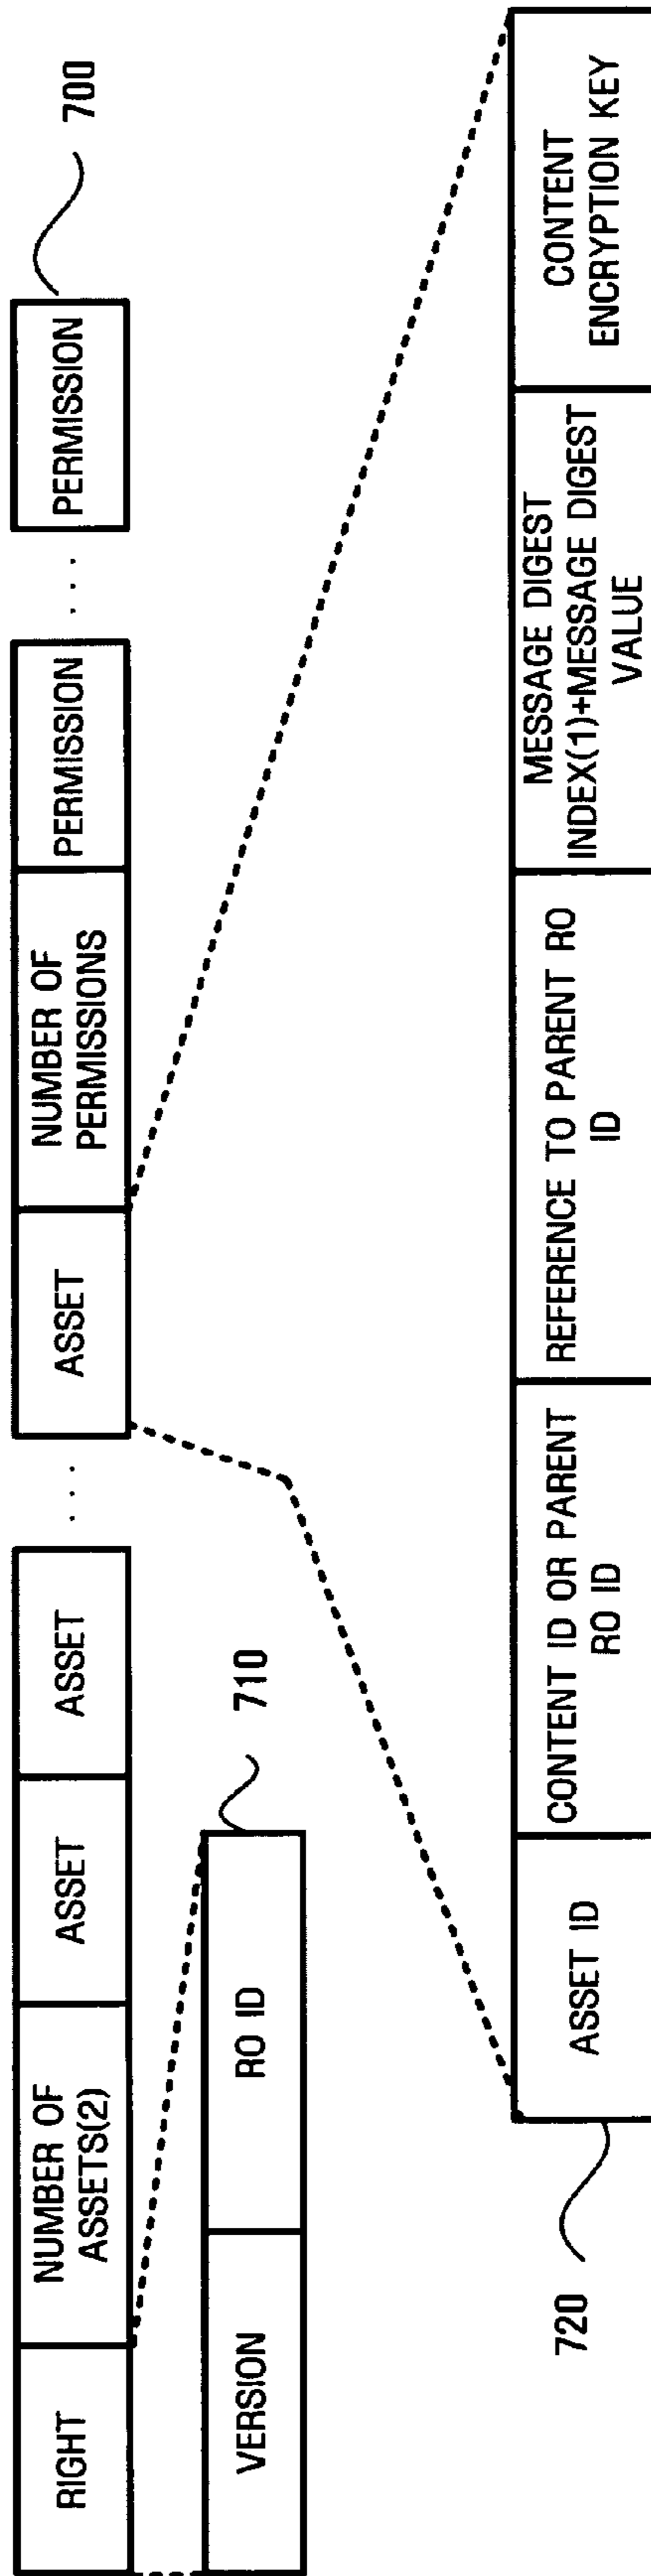 RIGHT
NUMBER OF
ASSETS(2)
ASSET
ASSET
. . .
ASSET
NUMBER OF
PERMISSIONS
PERMISSION
. . .
PERMISSION
700
VERSION
RO ID
710
720
ASSET ID
CONTENT ID OR PARENT
RO ID
REFERENCE TO PARENT RO
ID
MESSAGE DIGEST
INDEX(1)+MESSAGE DIGEST
VALUE
CONTENT
ENCRYPTION KEY